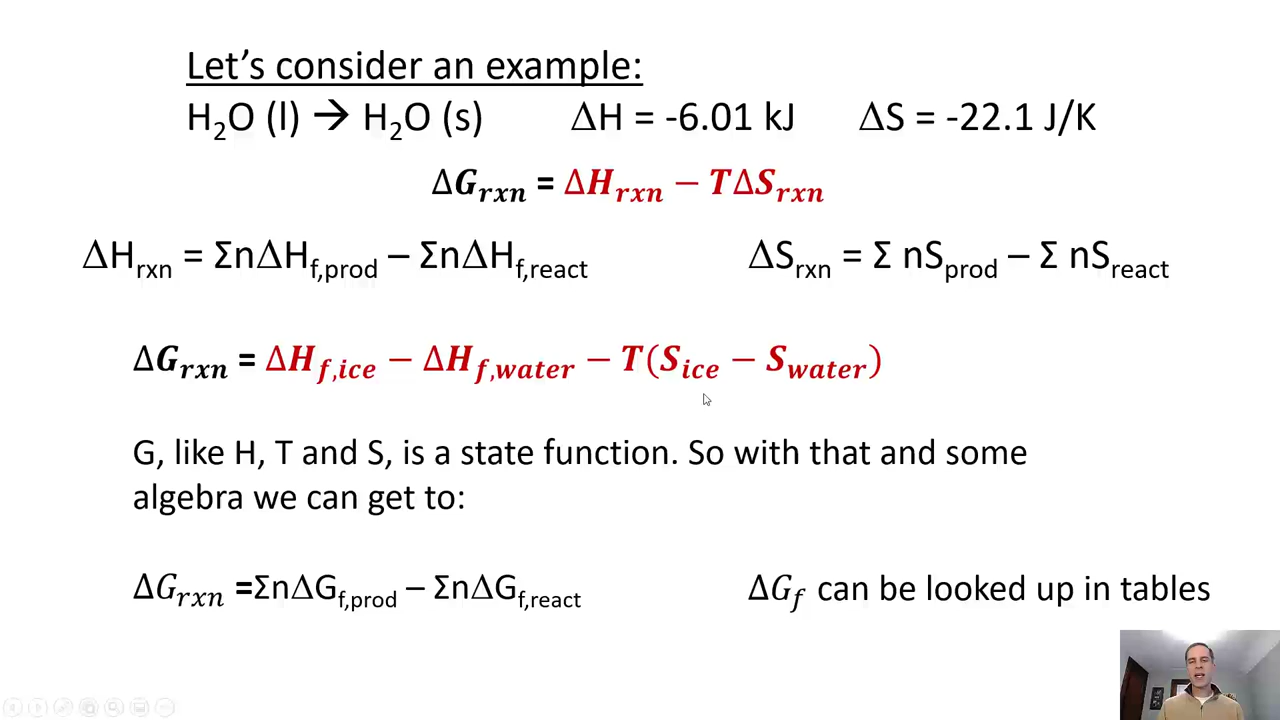 Let’s consider an example:
H₂O (l) → H₂O (s) ΔH = -6.01 kJ ΔS = -22.1 J/K
ΔG_rxn = ΔH_rxn − TΔS_rxn
ΔH_rxn = ΣnΔH_f,prod – ΣnΔH_f,react ΔS_rxn = Σ nS_prod – Σ nS_react
ΔG_rxn = ΔH_f,ice − ΔH_f,water − T(S_ice − S_water)
G, like H, T and S, is a state function. So with that and some
algebra we can get to:
ΔG_rxn =ΣnΔG_f,prod – ΣnΔG_f,react ΔG_f can be looked up in tables